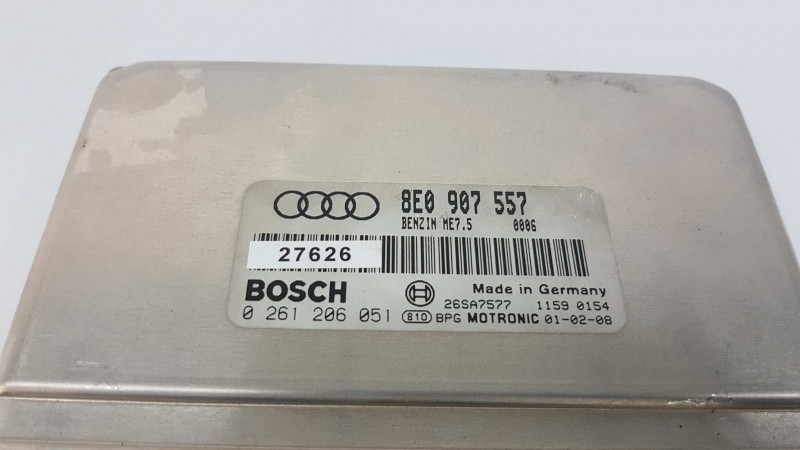 8E0 907 557
BENZIN ME7.5 0006
27626
BOSCH
Made in Germany
26SA7577 1159 0154
0 261 206 051 810 BPG MOTRONIC 01-02-08